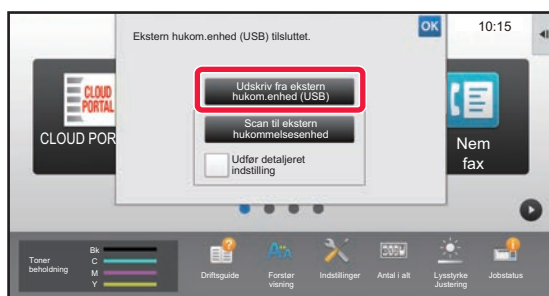 Ekstern hukom.enhed (USB) tilsluttet.
OK
10:15
Udskriv fra ekstern
hukom.enhed (USB)
Scan til ekstern
hukommelsesenhed
Udfør detaljeret
indstilling
CLOUD
PORTAL
CLOUD POR
Nem
fax
Toner
beholdning
Bk
C
M
Y
Driftsguide
Forstør
visning
Indstillinger
Antal i alt
Lysstyrke
Justering
Jobstatus